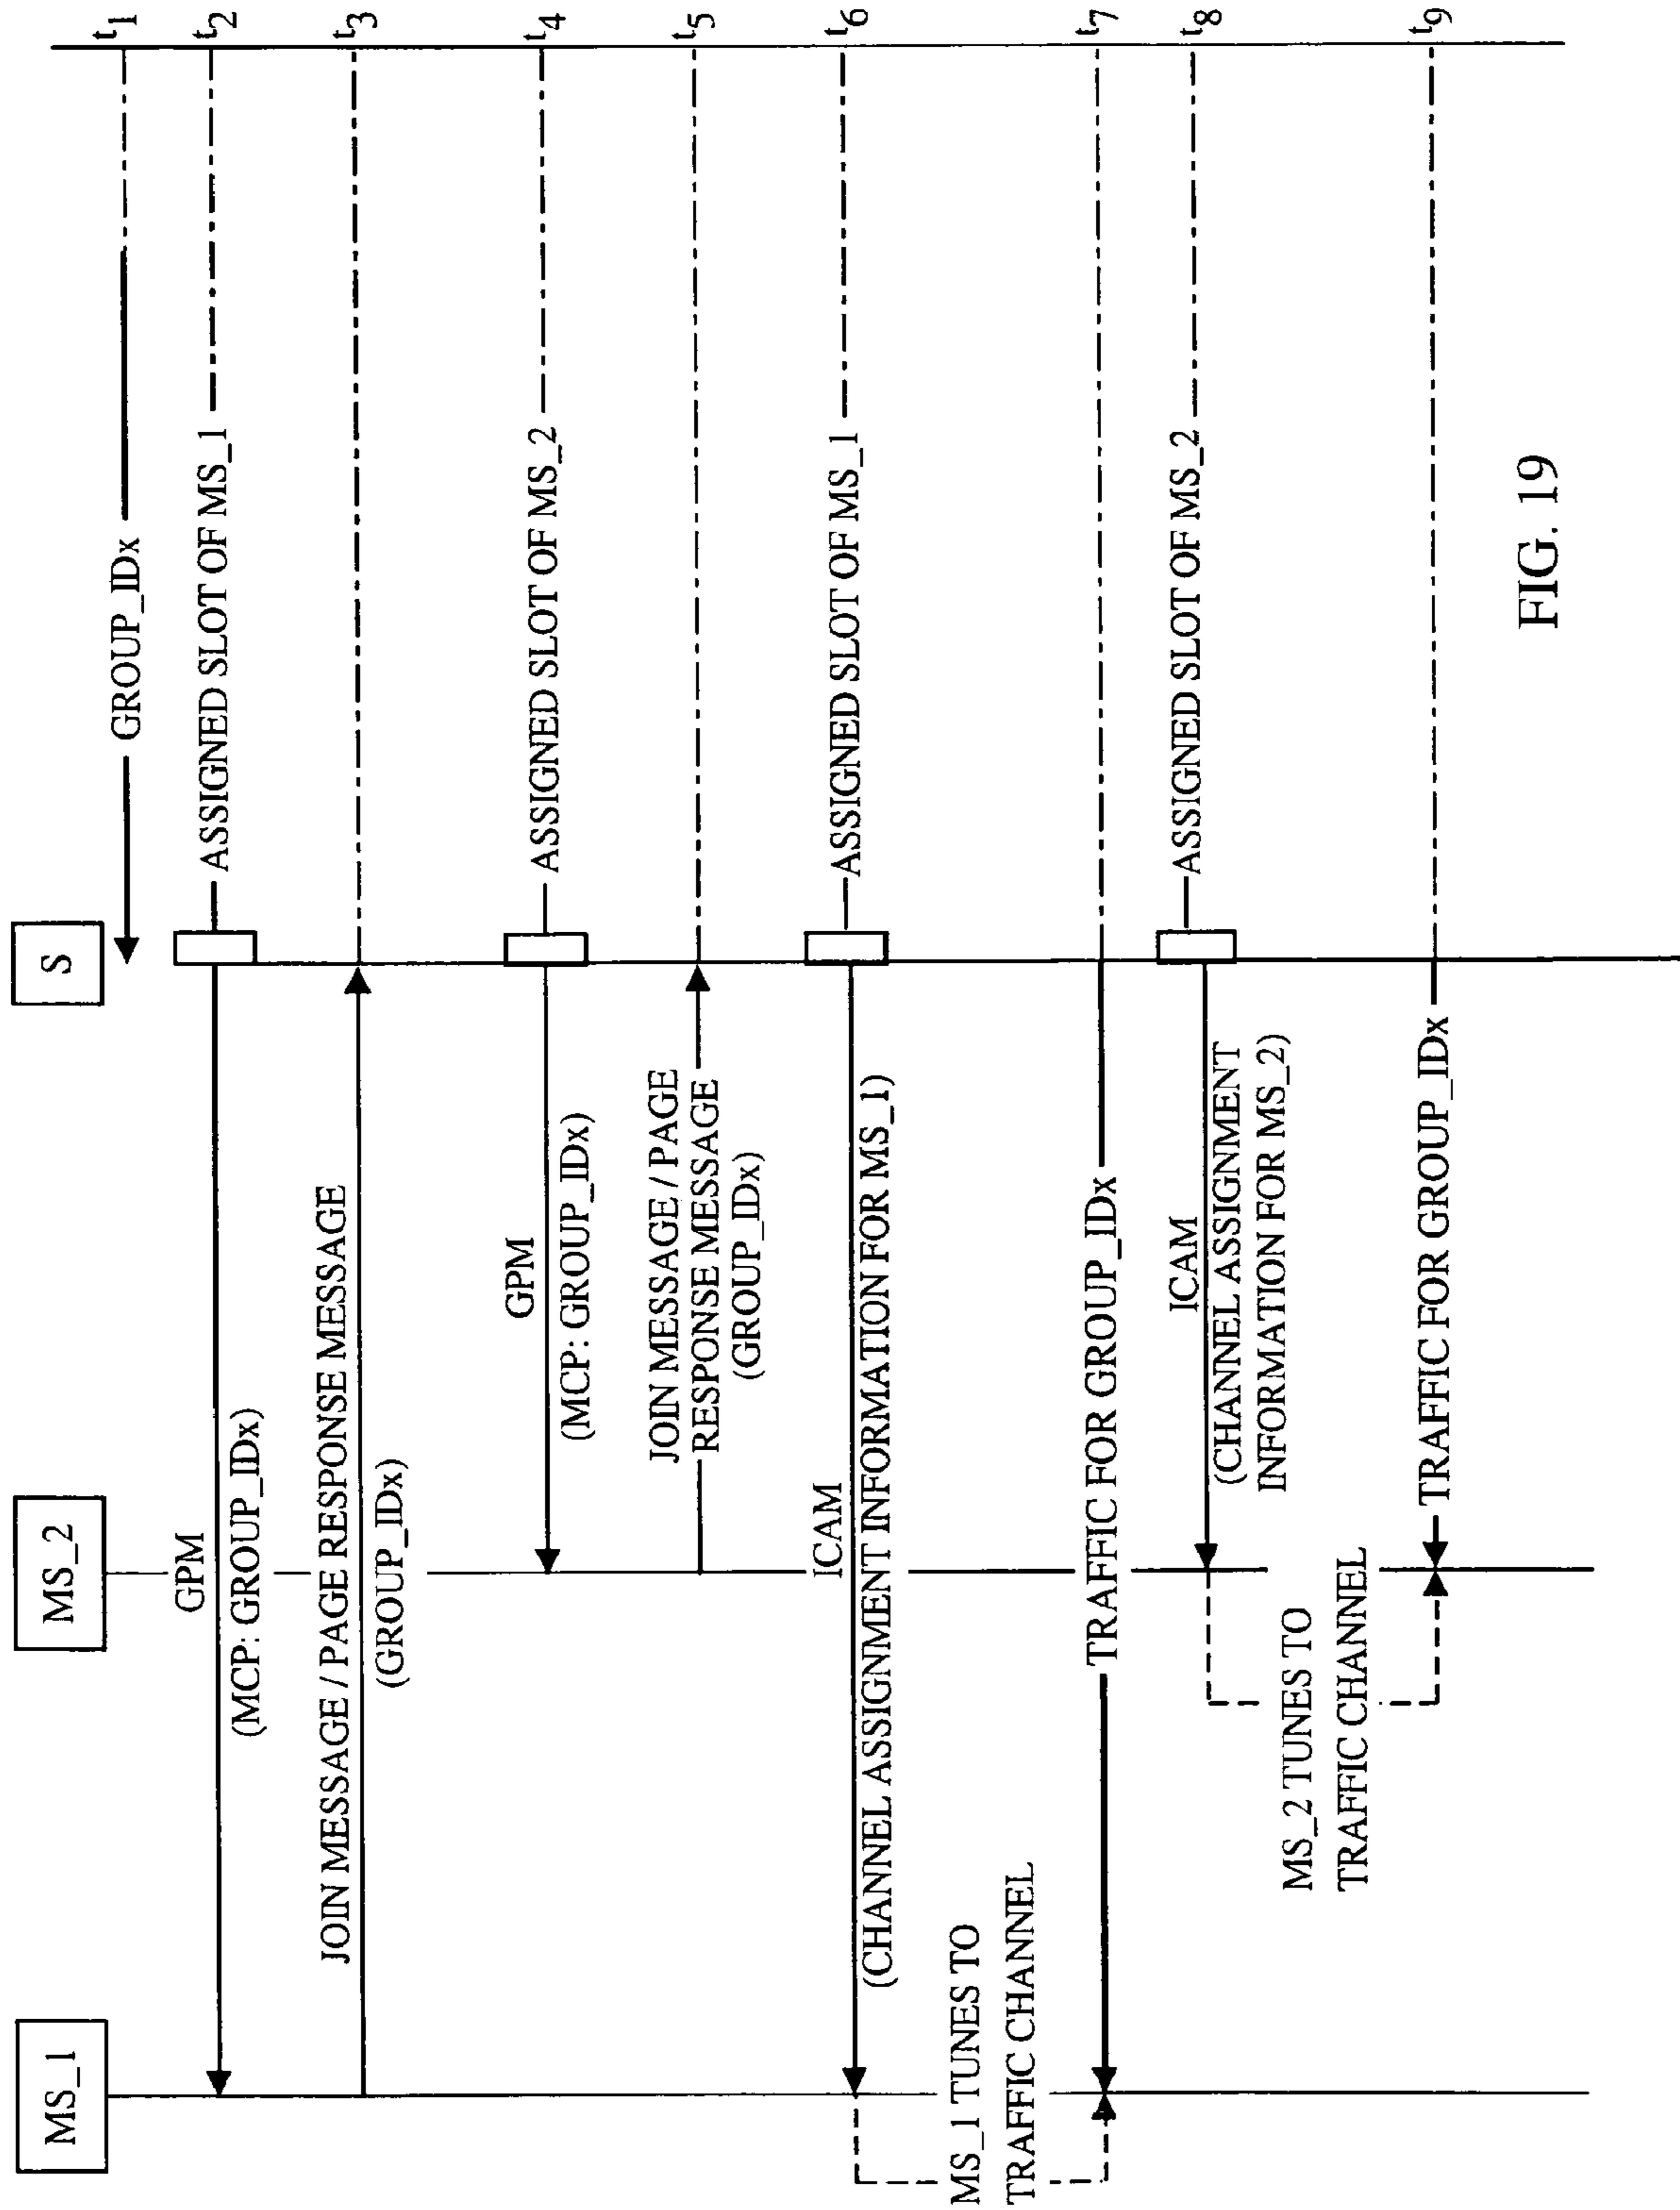 MS_1
MS_2
S
GROUP_IDx
t1
GPM
(MCP: GROUP_IDx)
ASSIGNED SLOT OF MS_1
t2
JOIN MESSAGE / PAGE RESPONSE MESSAGE
(GROUP_IDx)
t3
GPM
(MCP: GROUP_IDx)
ASSIGNED SLOT OF MS_2
t4
JOIN MESSAGE / PAGE
RESPONSE MESSAGE
(GROUP_IDx)
t5
ICAM
(CHANNEL ASSIGNMENT INFORMATION FOR MS_1)
ASSIGNED SLOT OF MS_1
t6
MS_1 TUNES TO
TRAFFIC CHANNEL
TRAFFIC FOR GROUP_IDx
t7
ICAM
(CHANNEL ASSIGNMENT
INFORMATION FOR MS_2)
ASSIGNED SLOT OF MS_2
t8
MS_2 TUNES TO
TRAFFIC CHANNEL
TRAFFIC FOR GROUP_IDx
t9
FIG. 19